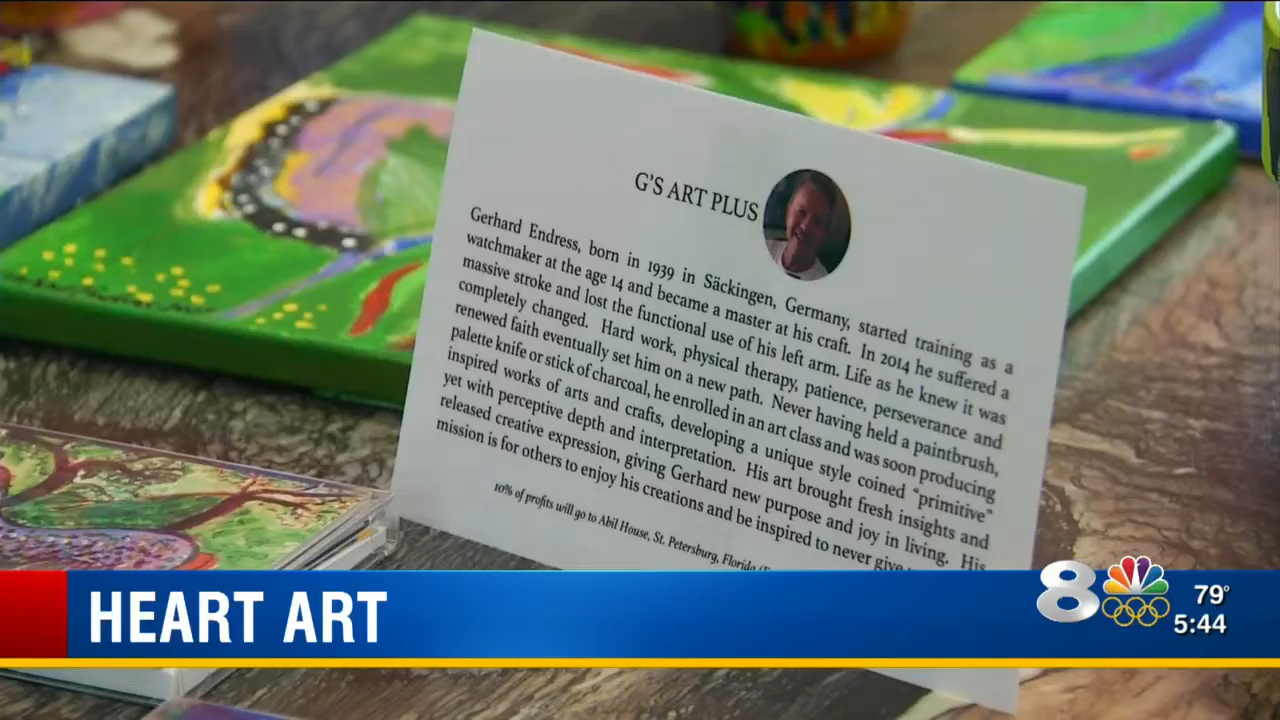 G'S ART PLUS
Gerhard Endress, born in 1939 in Säckingen, Germany, started training as a
watchmaker at the age 14 and became a master at his craft. In 2014 he suffered a
massive stroke and lost the functional use of his left arm. Life as he knew it was
completely changed. Hard work, physical therapy, patience, perseverance and
renewed faith eventually set him on a new path. Never having held a paintbrush,
palette knife or stick of charcoal, he enrolled in an art class and was soon producing
inspired works of arts and crafts, developing a unique style coined "primitive"
yet with perceptive depth and interpretation. His art brought fresh insights and
released creative expression, giving Gerhard new purpose and joy in living. His
mission is for others to enjoy his creations and be inspired to never give
10% of profits will go to Abil House, St. Petersburg, Florida
HEART ART
8
79°
5:44